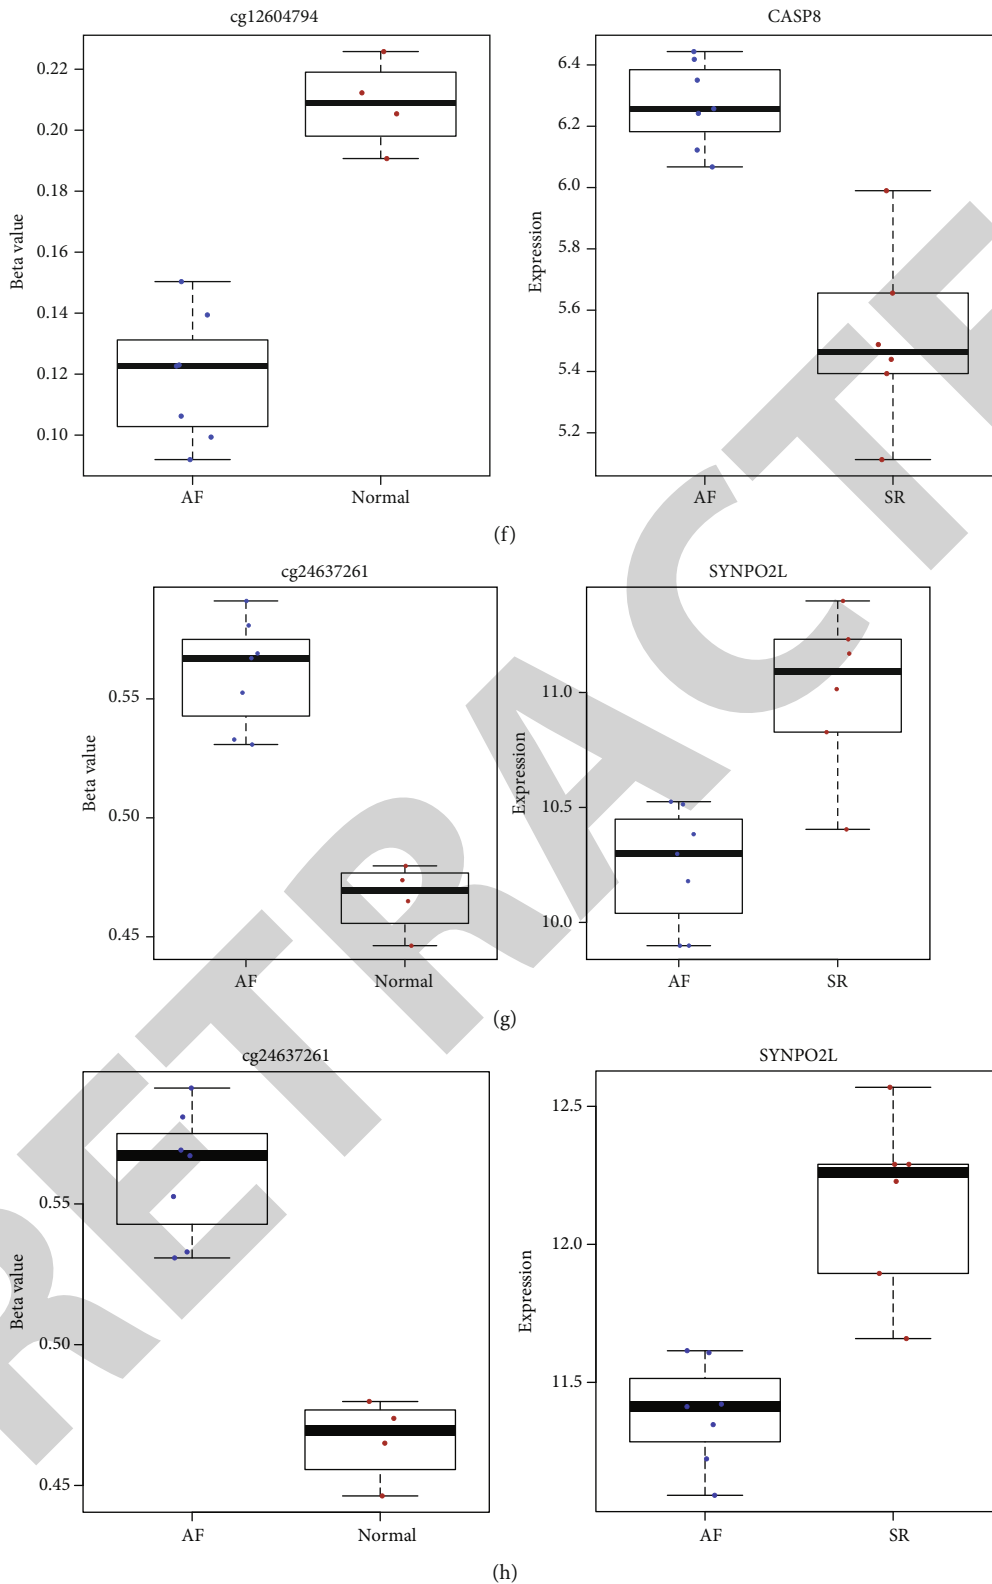 cg12604794
CASP8
Beta value
0.22
0.20
0.18
0.16
0.14
0.12
0.10
AF
Normal
Expression
6.4
6.2
6.0
5.8
5.6
5.4
5.2
AF
SR
(f)
cg24637261
SYNPO2L
Beta value
0.55
0.50
0.45
AF
Normal
Expression
11.0
10.5
10.0
AF
SR
(g)
cg24637261
SYNPO2L
Beta value
0.55
0.50
0.45
AF
Normal
Expression
12.5
12.0
11.5
AF
SR
(h)
RETRACTE